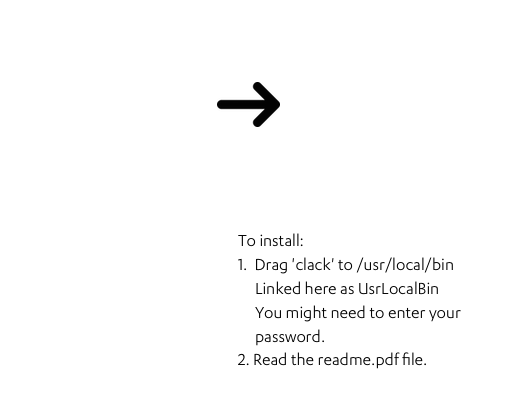 To install:
1. Drag 'clack' to /usr/local/bin
Linked here as UsrLocalBin
You might need to enter your
password.
2. Read the readme.pdf file.